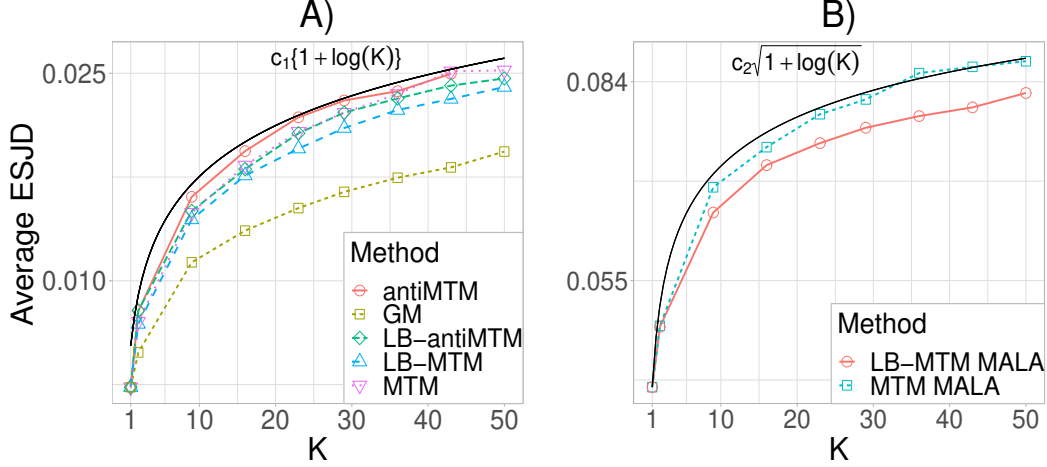 A)
c₁{1+log(K)}
Average ESJD
0.025
0.010
Method
antiMTM
GM
LB−antiMTM
LB−MTM
MTM
1 10 20 30 40 50
K
B)
c₂√1+log(K)
0.084
0.055
Method
LB−MTM MALA
MTM MALA
1 10 20 30 40 50
K